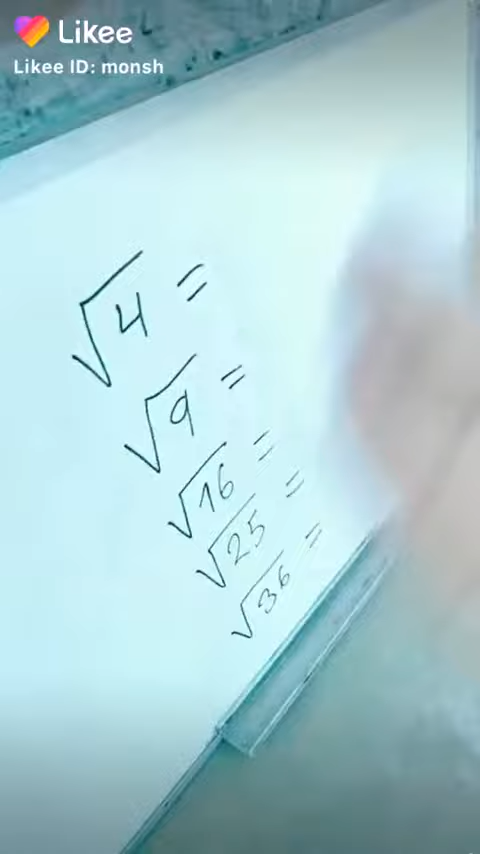 Likee
Likee ID: monsh
√4 =
√9 =
√16 =
√25 =
√36 =